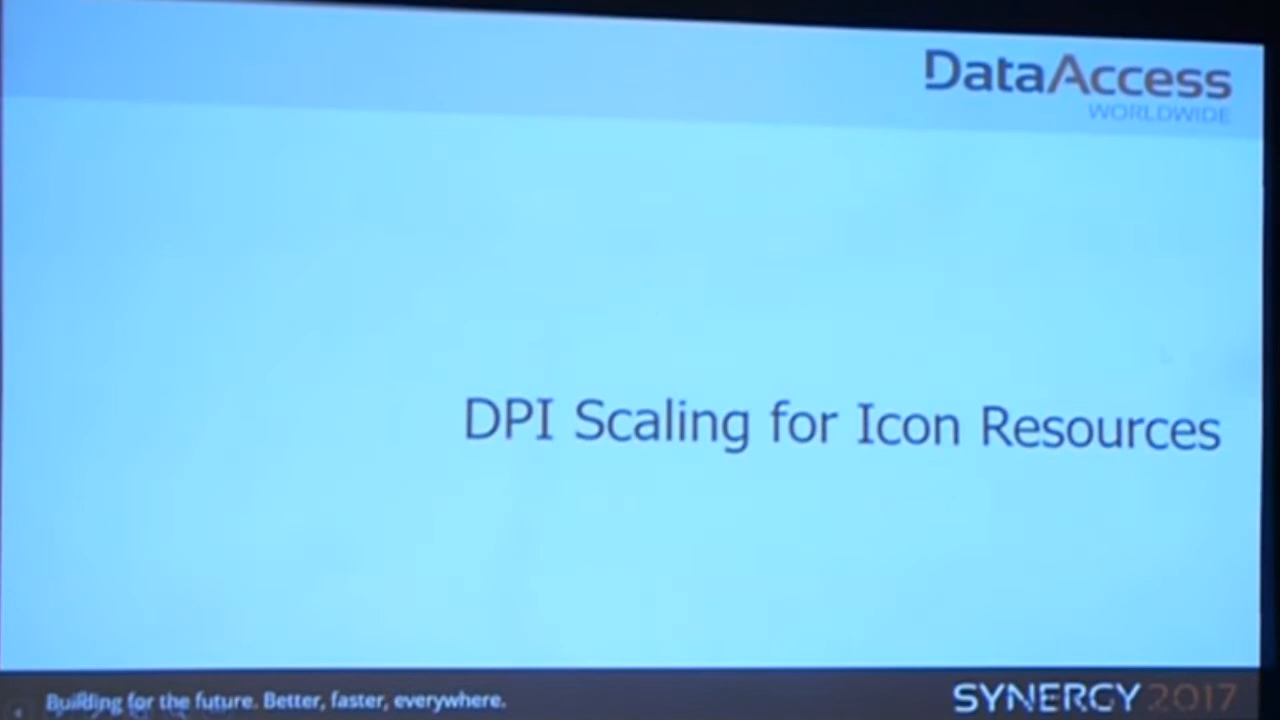 DataAccess
WORLDWIDE
DPI Scaling for Icon Resources
Building for the future. Better, faster, everywhere.
SYNERGY 2017